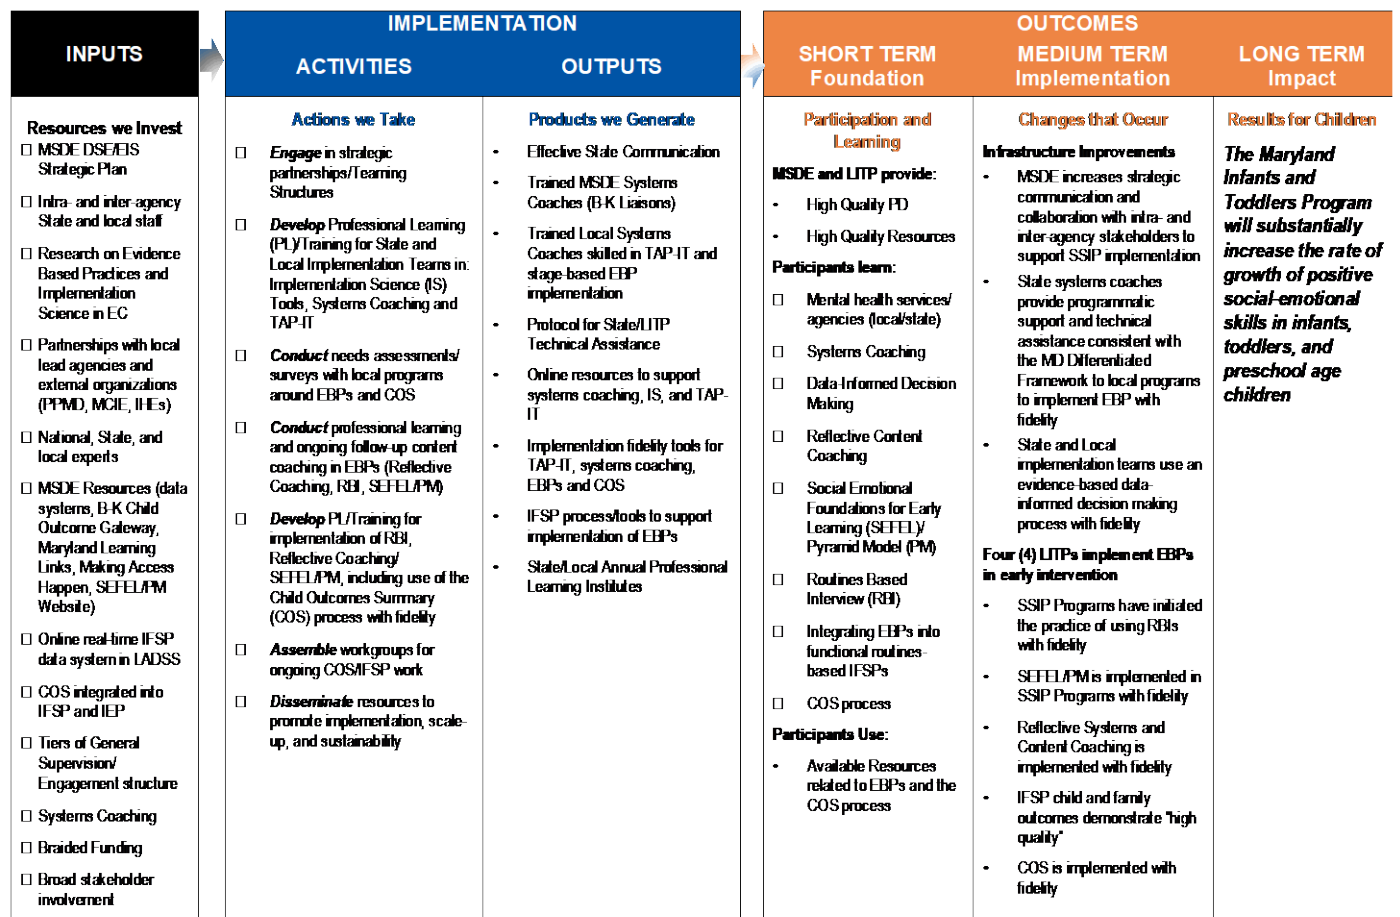 INPUTS
Resources we Invest
☐ MSDE DSE/EIS
Strategic Plan
☐ Intra- and inter-agency
State and local staff
☐ Research on Evidence
Based Practices and
Implementation
Science in EC
☐ Partnerships with local
lead agencies and
external organizations
(PPMD, MCIE, IHEs)
☐ National, State, and
local experts
☐ MSDE Resources (data
systems, B-K Child
Outcome Gateway,
Maryland Learning
Links, Making Access
Happen, SEFEL/PM
Website)
☐ Online real-time IFSP
data system in LADSS
☐ COS integrated into
IFSP and IEP
☐ Tiers of General
Supervision/
Engagement structure
☐ Systems Coaching
☐ Braided Funding
☐ Broad stakeholder
involvement
IMPLEMENTATION
ACTIVITIES
Actions we Take
☐ Engage in strategic
partnerships/Teaming
Structures
☐ Develop Professional Learning
(PL)/Training for State and
Local Implementation Teams in:
Implementation Science (IS)
Tools, Systems Coaching and
TAP-IT
☐ Conduct needs assessments/
surveys with local programs
around EBPs and COS
☐ Conduct professional learning
and ongoing follow-up content
coaching in EBPs (Reflective
Coaching, RBI, SEFEL/PM)
☐ Develop PL/Training for
implementation of RBI,
Reflective Coaching/
SEFEL/PM, including use of the
Child Outcomes Summary
(COS) process with fidelity
☐ Assemble workgroups for
ongoing COS/IFSP work
☐ Disseminate resources to
promote implementation, scale-
up, and sustainability
OUTPUTS
Products we Generate
• Effective State Communication
• Trained MSDE Systems
Coaches (B-K Liaisons)
• Trained Local Systems
Coaches skilled in TAP-IT and
stage-based EBP
implementation
• Protocol for State/LITP
Technical Assistance
• Online resources to support
systems coaching, IS, and TAP-
IT
• Implementation fidelity tools for
TAP-IT, systems coaching,
EBPs and COS
• IFSP process/tools to support
implementation of EBPs
• State/Local Annual Professional
Learning Institutes
OUTCOMES
SHORT TERM
Foundation
Participation and
Learning
MSDE and LITP provide:
• High Quality PD
• High Quality Resources
Participants learn:
☐ Mental health services/
agencies (local/state)
☐ Systems Coaching
☐ Data-Informed Decision
Making
☐ Reflective Content
Coaching
☐ Social Emotional
Foundations for Early
Learning (SEFEL)/
Pyramid Model (PM)
☐ Routines Based
Interview (RBI)
☐ Integrating EBPs into
functional routines-
based IFSPs
☐ COS process
Participants Use:
• Available Resources
related to EBPs and the
COS process
MEDIUM TERM
Implementation
Changes that Occur
Infrastructure Improvements
• MSDE increases strategic
communication and
collaboration with intra- and
inter-agency stakeholders to
support SSIP implementation
• State systems coaches
provide programmatic
support and technical
assistance consistent with
the MD Differentiated
Framework to local programs
to implement EBP with
fidelity
• State and Local
implementation teams use an
evidence-based data-
informed decision making
process with fidelity
Four (4) LITPs implement EBPs
in early intervention
• SSIP Programs have initiated
the practice of using RBIs
with fidelity
• SEFEL/PM is implemented in
SSIP Programs with fidelity
• Reflective Systems and
Content Coaching is
implemented with fidelity
• IFSP child and family
outcomes demonstrate "high
quality"
• COS is implemented with
fidelity
LONG TERM
Impact
Results for Children
The Maryland
Infants and
Toddlers Program
will substantially
increase the rate of
growth of positive
social-emotional
skills in infants,
toddlers, and
preschool age
children